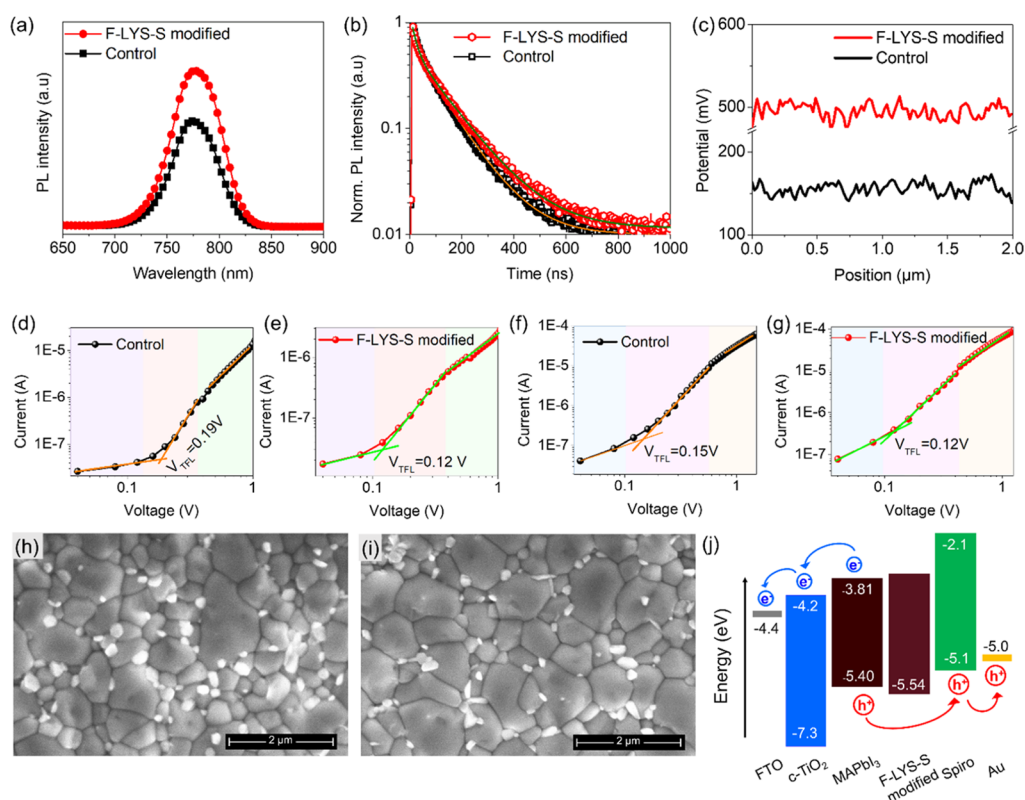 (a)
F-LYS-S modified
Control
PL intensity (a.u)
650 700 750 800 850 900
Wavelength (nm)
(b)
F-LYS-S modified
Control
Norm. PL intensity (a.u)
1
0.1
0.01
0 200 400 600 800 1000
Time (ns)
(c)
F-LYS-S modified
Control
Potential (mV)
600
500
200
100
0.0 0.5 1.0 1.5 2.0
Position (µm)
(d)
Control
Current (A)
1E-5
1E-6
1E-7
V_TFL=0.19V
0.1 1
Voltage (V)
(e)
F-LYS-S modified
Current (A)
1E-6
1E-7
V_TFL=0.12 V
0.1 1
Voltage (V)
(f)
Control
Current (A)
1E-4
1E-5
1E-6
1E-7
V_TFL=0.15V
0.1 1
Voltage (V)
(g)
F-LYS-S modified
Current (A)
1E-4
1E-5
1E-6
1E-7
V_TFL=0.12V
0.1 1
Voltage (V)
(h)
2 µm
(i)
2 µm
(j)
Energy (eV)
e⁻ e⁻ e⁻
-2.1
-3.81
-4.2
-4.4
-5.0
-5.1
-5.40
-5.54
-7.3
h⁺ h⁺ h⁺
FTO
c-TiO₂
MAPbI₃
F-LYS-S
modified
Spiro
Au